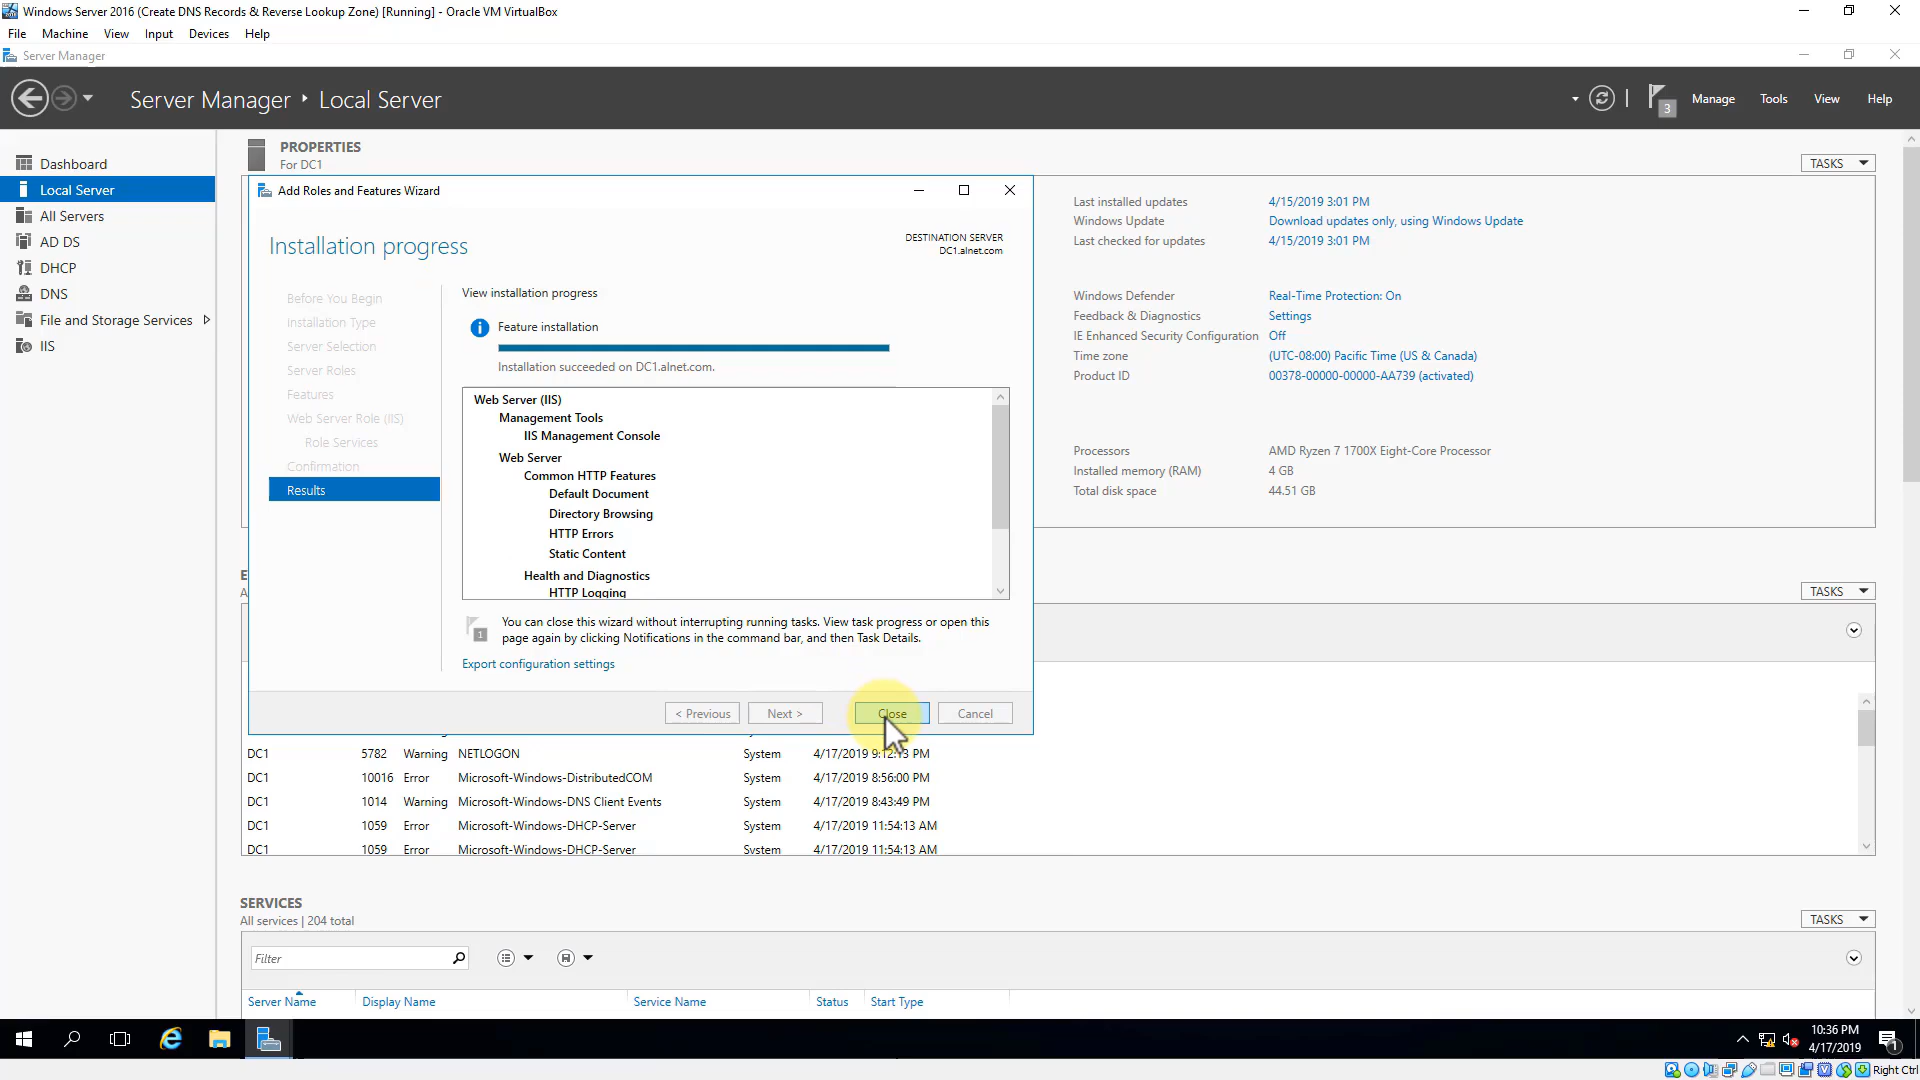 Windows Server 2016 (Create DNS Records & Reverse Lookup Zone) [Running] - Oracle VM VirtualBox
File Machine View Input Devices Help
Server Manager
Server Manager ‣ Local Server
3 Manage Tools View Help
Dashboard
Local Server
All Servers
AD DS
DHCP
DNS
File and Storage Services
IIS
PROPERTIES
For DC1
TASKS
Add Roles and Features Wizard
Installation progress
DESTINATION SERVER
DC1.alnet.com
Before You Begin
Installation Type
Server Selection
Server Roles
Features
Web Server Role (IIS)
Role Services
Confirmation
Results
View installation progress
Feature installation
Installation succeeded on DC1.alnet.com.
Web Server (IIS)
Management Tools
IIS Management Console
Web Server
Common HTTP Features
Default Document
Directory Browsing
HTTP Errors
Static Content
Health and Diagnostics
HTTP Logging
1
You can close this wizard without interrupting running tasks. View task progress or open this
page again by clicking Notifications in the command bar, and then Task Details.
Export configuration settings
< Previous Next > Close Cancel
Last installed updates 4/15/2019 3:01 PM
Windows Update Download updates only, using Windows Update
Last checked for updates 4/15/2019 3:01 PM
Windows Defender Real-Time Protection: On
Feedback & Diagnostics Settings
IE Enhanced Security Configuration Off
Time zone (UTC-08:00) Pacific Time (US & Canada)
Product ID 00378-00000-00000-AA739 (activated)
Processors AMD Ryzen 7 1700X Eight-Core Processor
Installed memory (RAM) 4 GB
Total disk space 44.51 GB
E
A
TASKS
DC1 5782 Warning NETLOGON System 4/17/2019 9:12:13 PM
DC1 10016 Error Microsoft-Windows-DistributedCOM System 4/17/2019 8:56:00 PM
DC1 1014 Warning Microsoft-Windows-DNS Client Events System 4/17/2019 8:43:49 PM
DC1 1059 Error Microsoft-Windows-DHCP-Server System 4/17/2019 11:54:13 AM
DC1 1059 Error Microsoft-Windows-DHCP-Server System 4/17/2019 11:54:13 AM
SERVICES
All services | 204 total
TASKS
Filter
Server Name Display Name Service Name Status Start Type
10:36 PM
4/17/2019
1
Right Ctrl